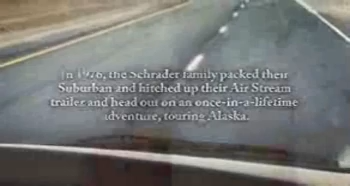 In 1976, the Schrader family packed their
Suburban and hitched up their Air Stream
trailer and head out on an once-in-a-lifetime
adventure, touring Alaska.